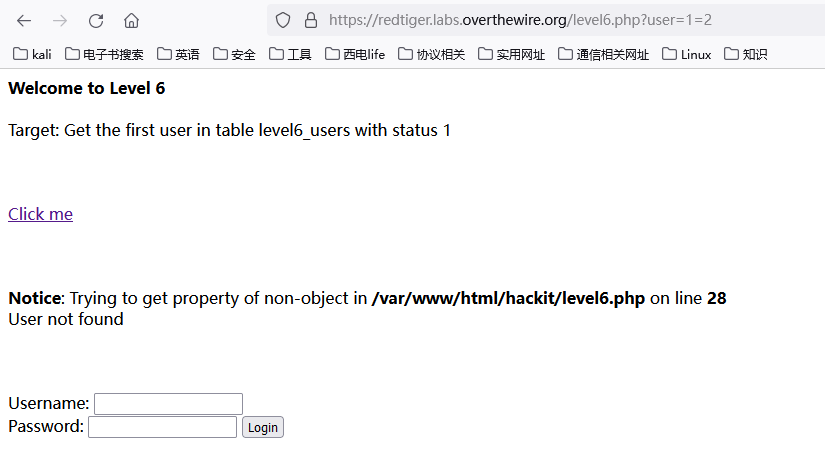 https://redtiger.labs.overthewire.org/level6.php?user=1=2
kali 电子书搜索 英语 安全 工具 西电life 协议相关 实用网址 通信相关网址 Linux 知识
Welcome to Level 6
Target: Get the first user in table level6_users with status 1
Click me
Notice: Trying to get property of non-object in /var/www/html/hackit/level6.php on line 28
User not found
Username:
Password: Login